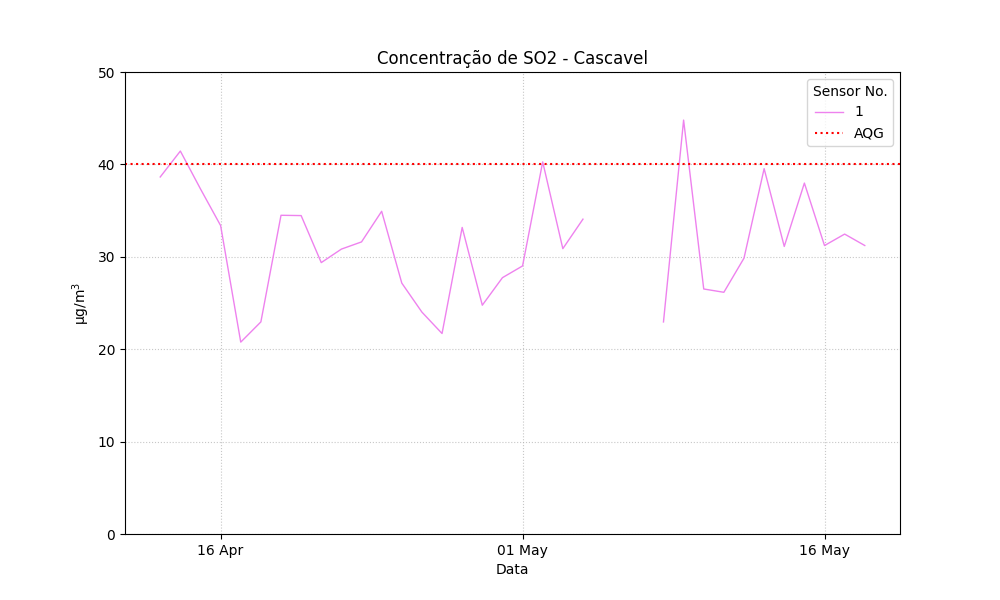 Concentração de SO2 - Cascavel
50
40
30
20
10
0
µg/m³
Sensor No.
1
AQG
16 Apr
01 May
16 May
Data